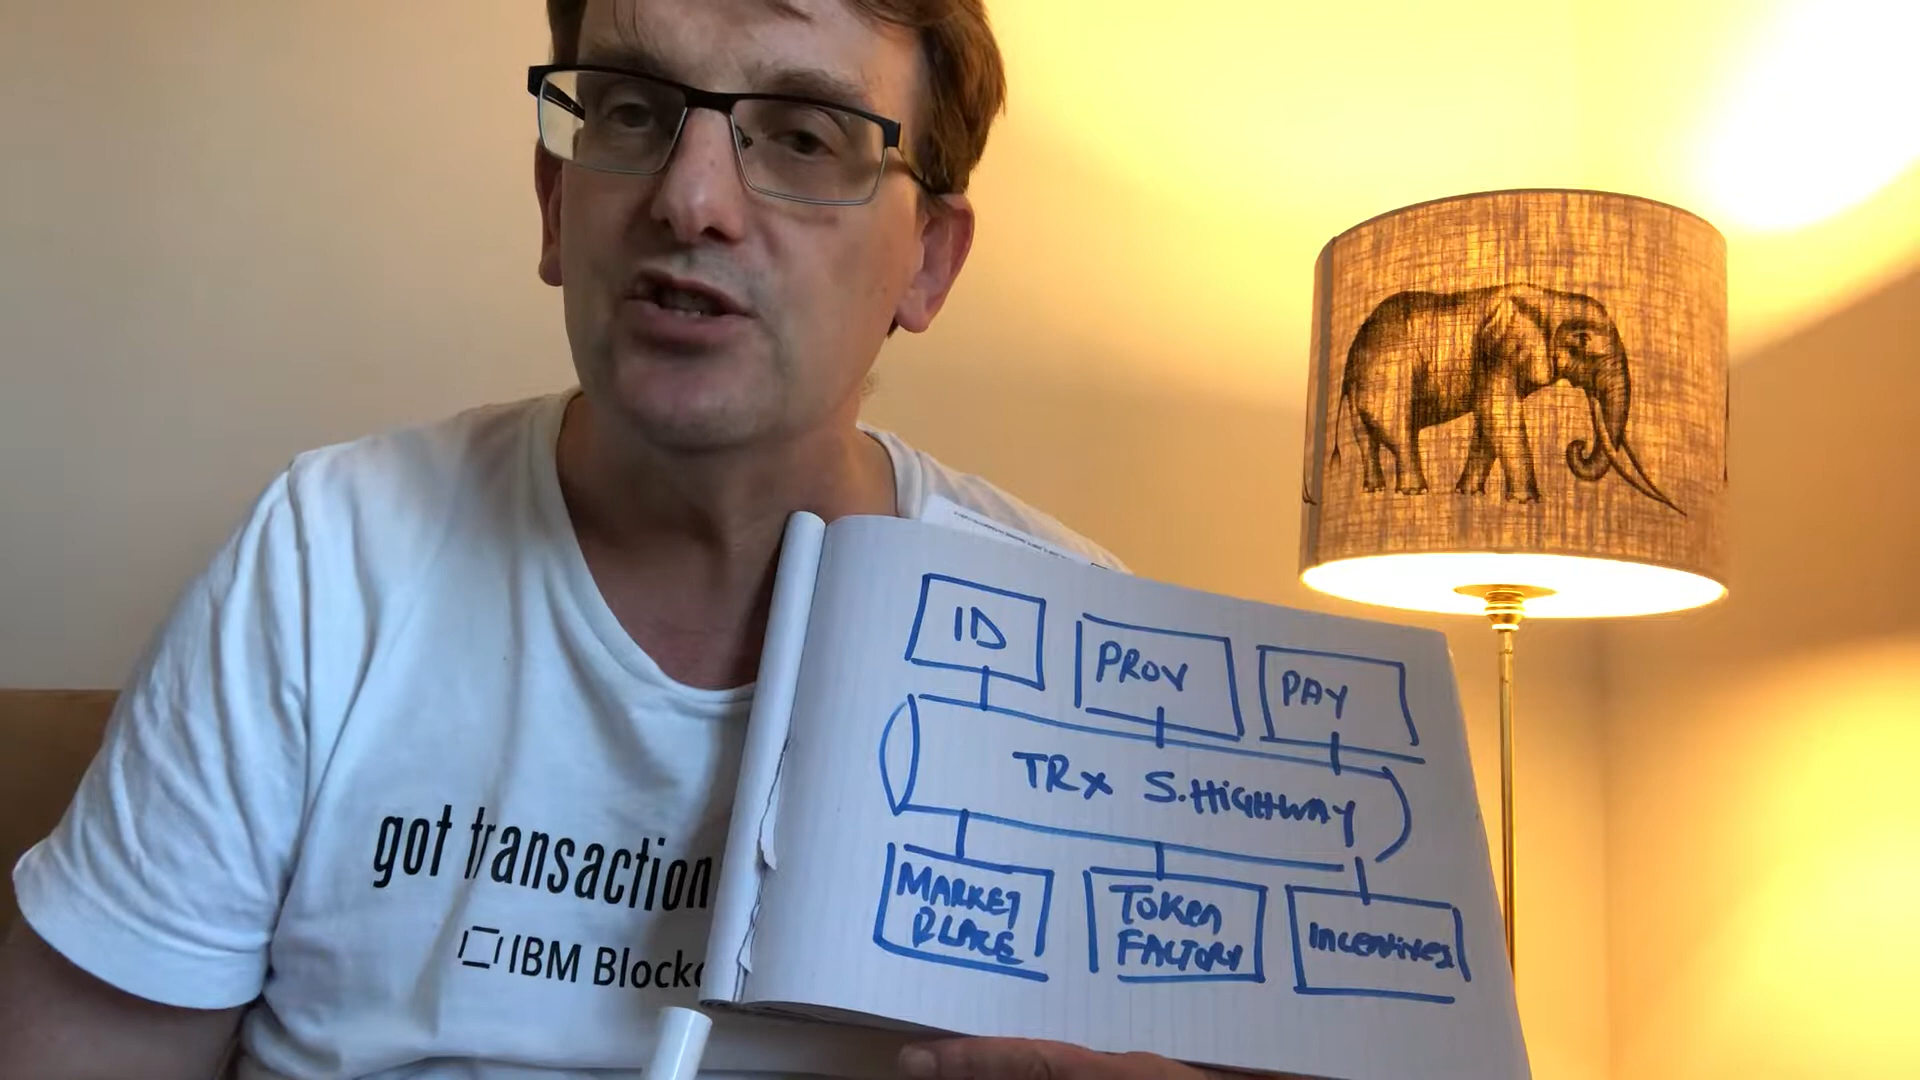 got transaction
IBM Block
ID
PROV
PAY
TRX S.HIGHWAY
MARKET
PLACE
TOKEN
FACTORY
INCENTIVES